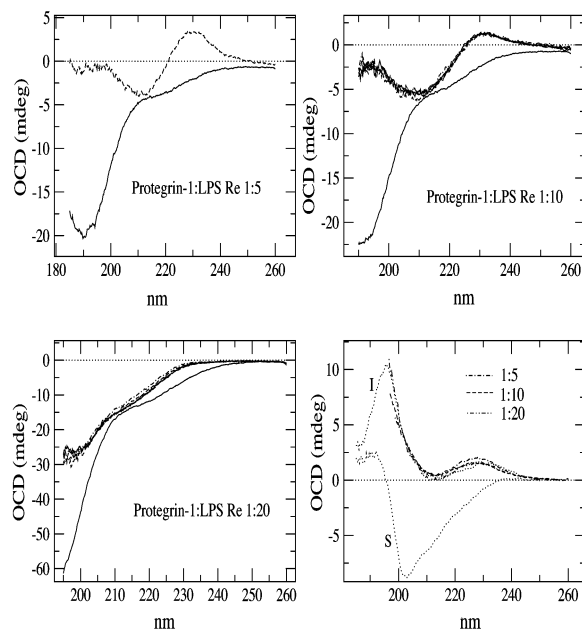 5
0
-5
-10
-15
-20
OCD (mdeg)
Protegrin-1:LPS Re 1:5
180 200 220 240 260
nm
5
0
-5
-10
-15
-20
OCD (mdeg)
Protegrin-1:LPS Re 1:10
200 220 240 260
nm
0
-10
-20
-30
-40
-50
-60
OCD (mdeg)
Protegrin-1:LPS Re 1:20
200 210 220 230 240 250 260
nm
10
5
0
-5
OCD (mdeg)
I
S
1:5
1:10
1:20
200 220 240 260
nm